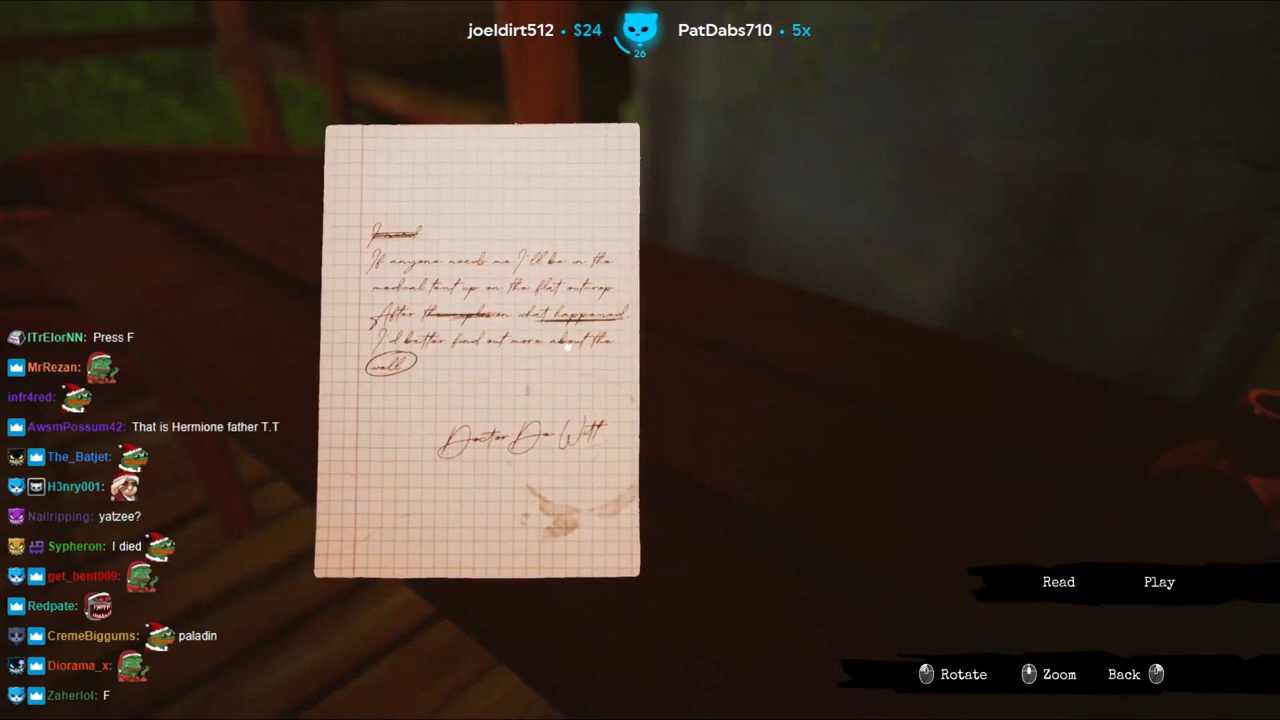 joeldirt512 • $24
26
PatDabs710 • 5x
If anyone needs me I'll be in the
medical tent up on the flat outcrop
After what happened
I'd better find out more about the
well
Doctor De Witt
lTrElorNN: Press F
MrRezan:
infr4red:
AwsmPossum42: That is Hermione father T.T
The_Batjet:
H3nry001:
Nailripping: yatzee?
Sypheron: I died
get_bent009:
Redpate:
CremeBiggums: paladin
Diorama_x:
Zaherlol: F
Read Play
Rotate Zoom Back